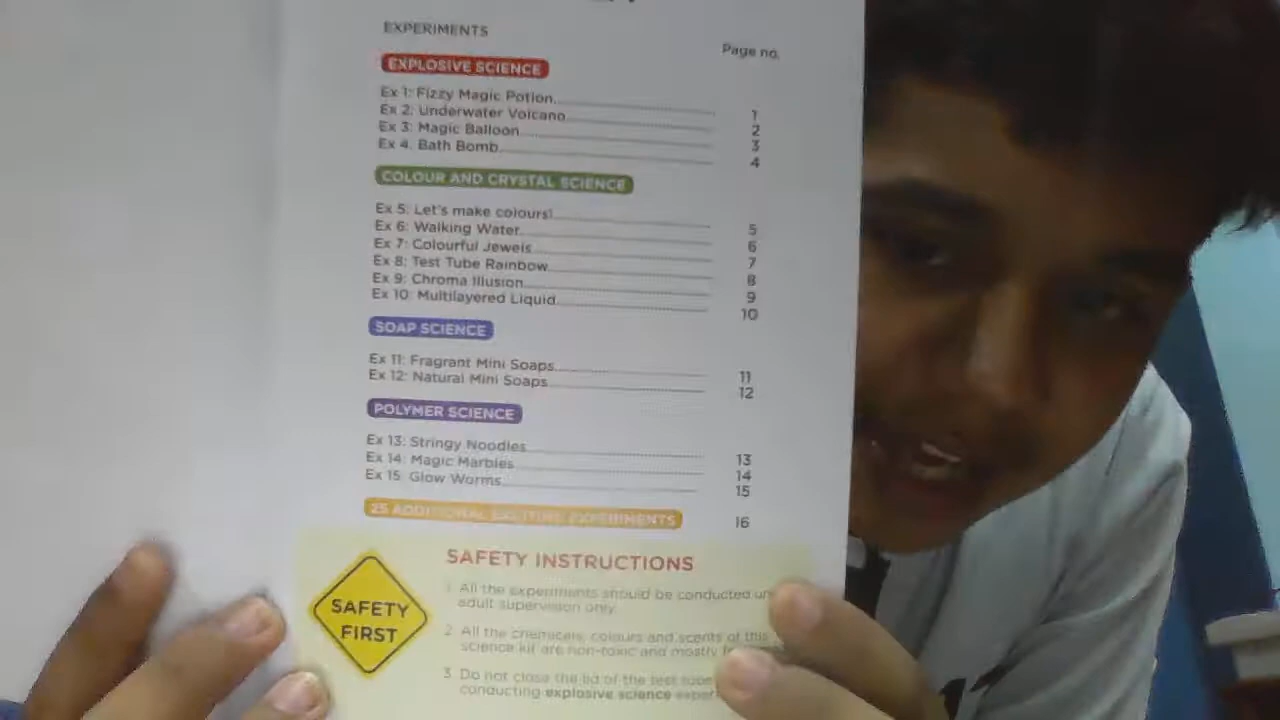 EXPERIMENTS
Page no.
EXPLOSIVE SCIENCE
Ex 1: Fizzy Magic Potion 1
Ex 2: Underwater Volcano 2
Ex 3: Magic Balloon 3
Ex 4. Bath Bomb 4
COLOUR AND CRYSTAL SCIENCE
Ex 5: Let's make colours! 5
Ex 6: Walking Water 6
Ex 7: Colourful Jewels 7
Ex 8: Test Tube Rainbow 8
Ex 9: Chroma Illusion 9
Ex 10: Multilayered Liquid 10
SOAP SCIENCE
Ex 11: Fragrant Mini Soaps 11
Ex 12: Natural Mini Soaps 12
POLYMER SCIENCE
Ex 13: Stringy Noodles 13
Ex 14: Magic Marbles 14
Ex 15: Glow Worms 15
25 ADDITIONAL EXCITING EXPERIMENTS 16
SAFETY FIRST
SAFETY INSTRUCTIONS
1. All the experiments should be conducted
adult supervision only.
2. All the chemicals, colours and scents of this
science kit are non-toxic and mostly
3. Do not close the lid of the test tube
conducting explosive science